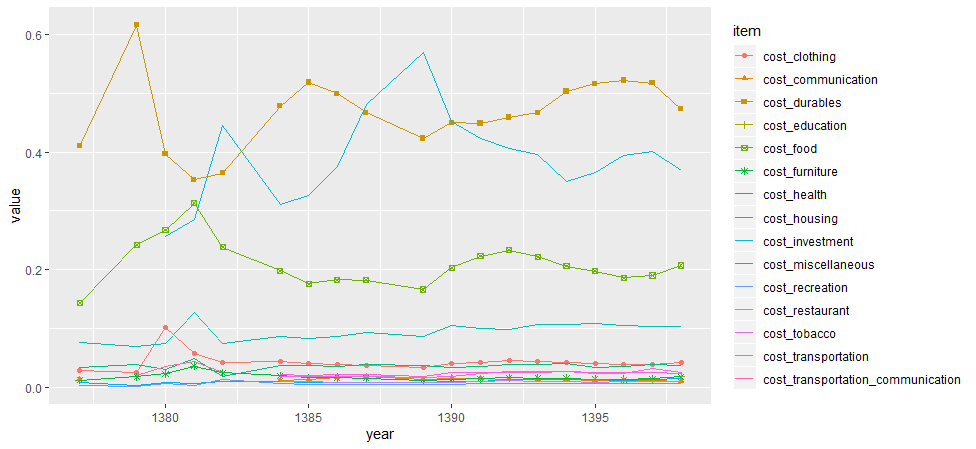 item
cost_clothing
cost_communication
cost_durables
cost_education
cost_food
cost_furniture
cost_health
cost_housing
cost_investment
cost_miscellaneous
cost_recreation
cost_restaurant
cost_tobacco
cost_transportation
cost_transportation_communication
value
0.6
0.4
0.2
0.0
1380
1385
1390
1395
year